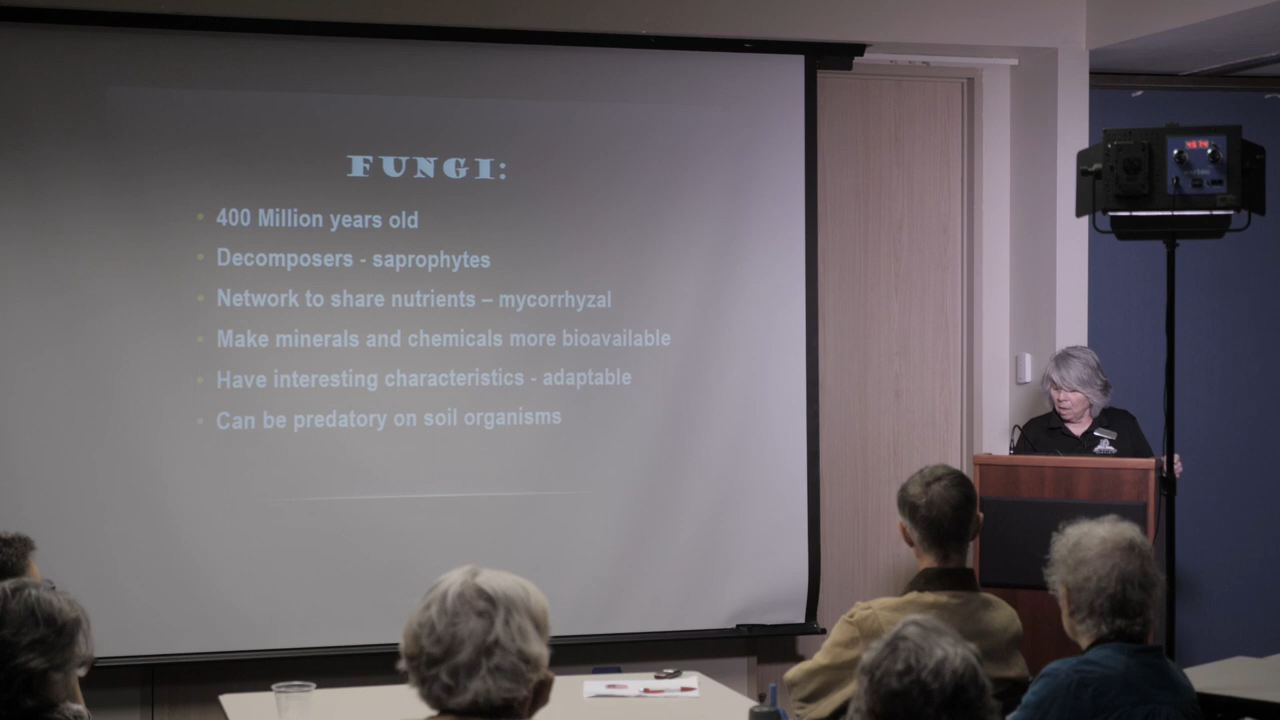 FUNGI:
• 400 Million years old
• Decomposers - saprophytes
• Network to share nutrients – mycorrhyzal
• Make minerals and chemicals more bioavailable
• Have interesting characteristics - adaptable
• Can be predatory on soil organisms